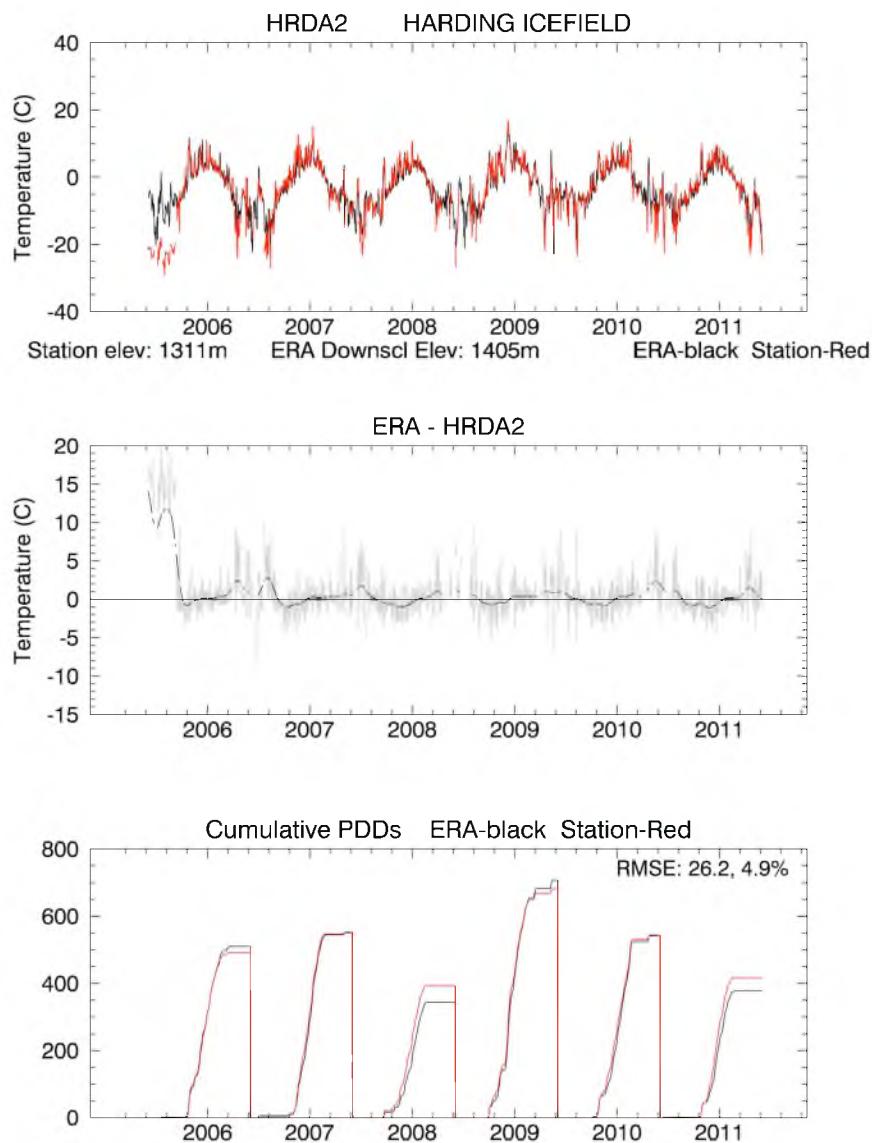 HRDA2 HARDING ICEFIELD
40
20
0
-20
-40
Temperature (C)
2006 2007 2008 2009 2010 2011
Station elev: 1311m ERA Downscl Elev: 1405m ERA-black Station-Red
ERA - HRDA2
20
15
10
5
0
-5
-10
-15
Temperature (C)
2006 2007 2008 2009 2010 2011
Cumulative PDDs ERA-black Station-Red
800
RMSE: 26.2, 4.9%
600
400
200
0
2006 2007 2008 2009 2010 2011